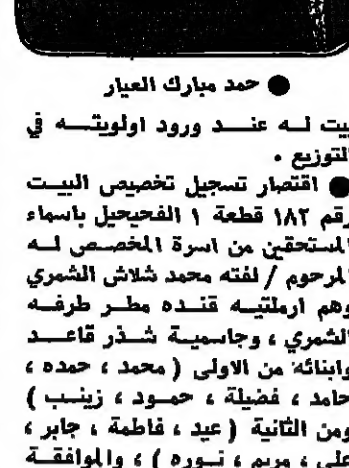 ● حمد مبارك العيار
بيت له عند ورود اولويته في
التوزيع .
● اقتصار تسجيل تخصيص البيت
رقم ١٨٢ قطعة ١ الفحيحيل باسماء
المستحقين من اسرة المخصص له
المرحوم / لفته محمد شلاش الشمري
وهم ارملتيه قنده مطر طرفه
الشمري ، وجاسمية شذر قاعد
وابنائه من الاولى ( محمد ، حمده ،
حامد ، فضيلة ، حمود ، زينب )
ومن الثانية ( عيد ، فاطمة ، جابر ،
علي ، مريم ، نوره ) ، والموافقة